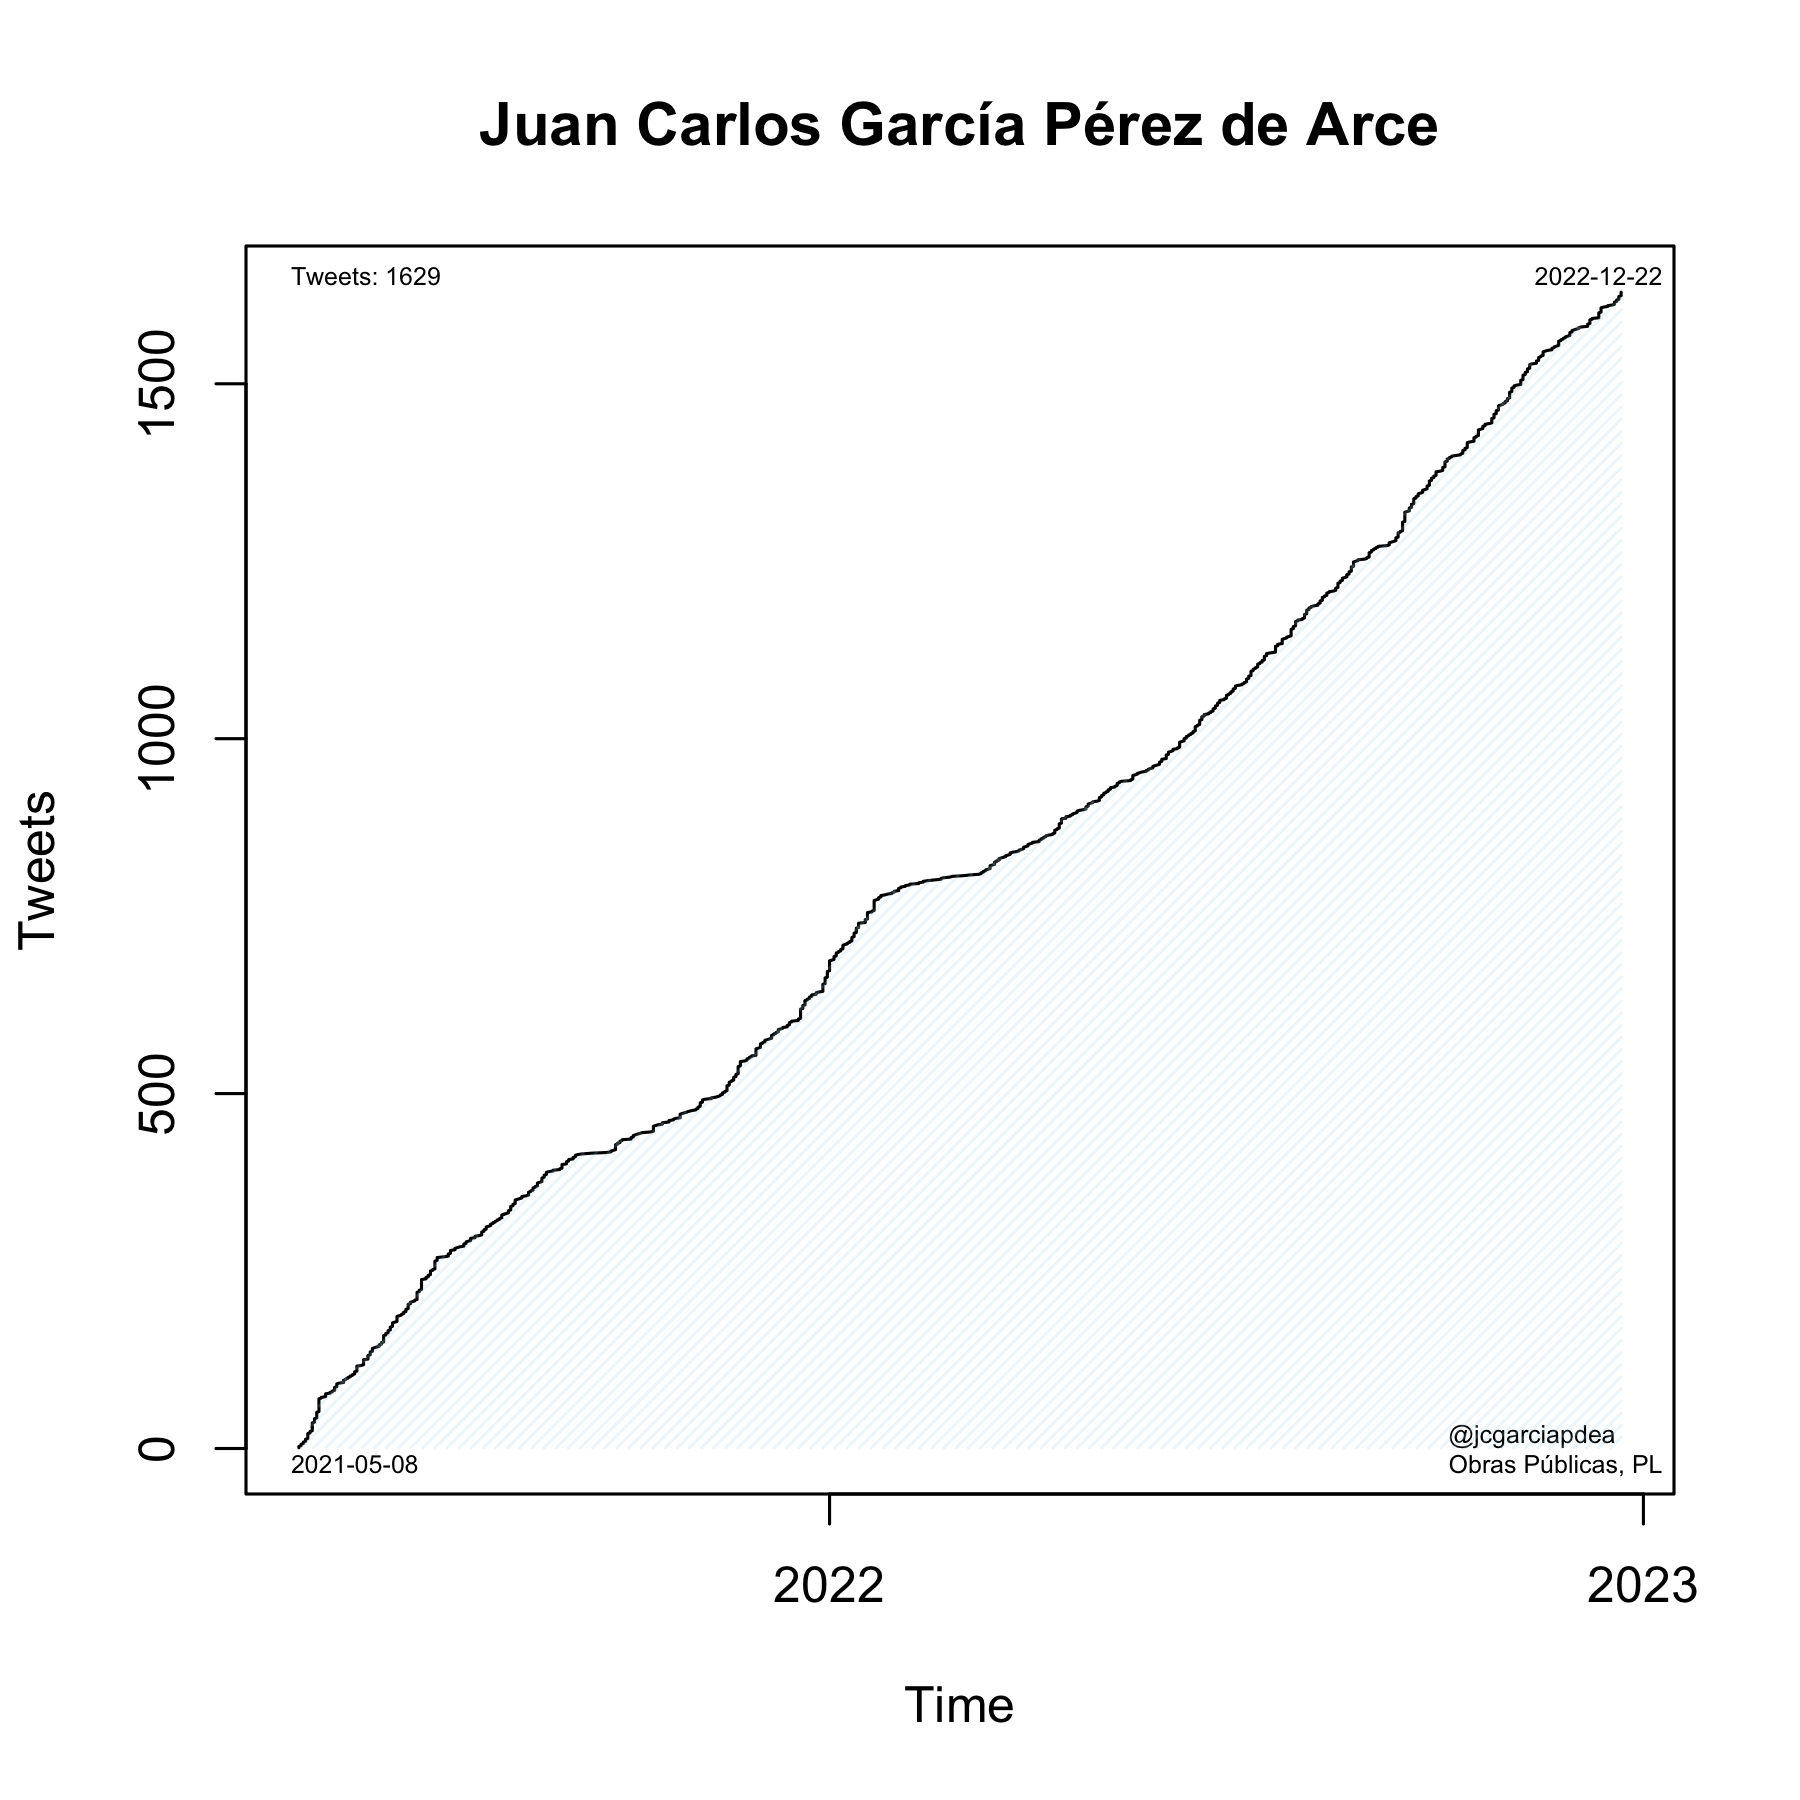 Juan Carlos García Pérez de Arce
Tweets: 1629
2022-12-22
1500
1000
500
0
Tweets
@jcgarciapdea
Obras Públicas, PL
2021-05-08
2022
2023
Time